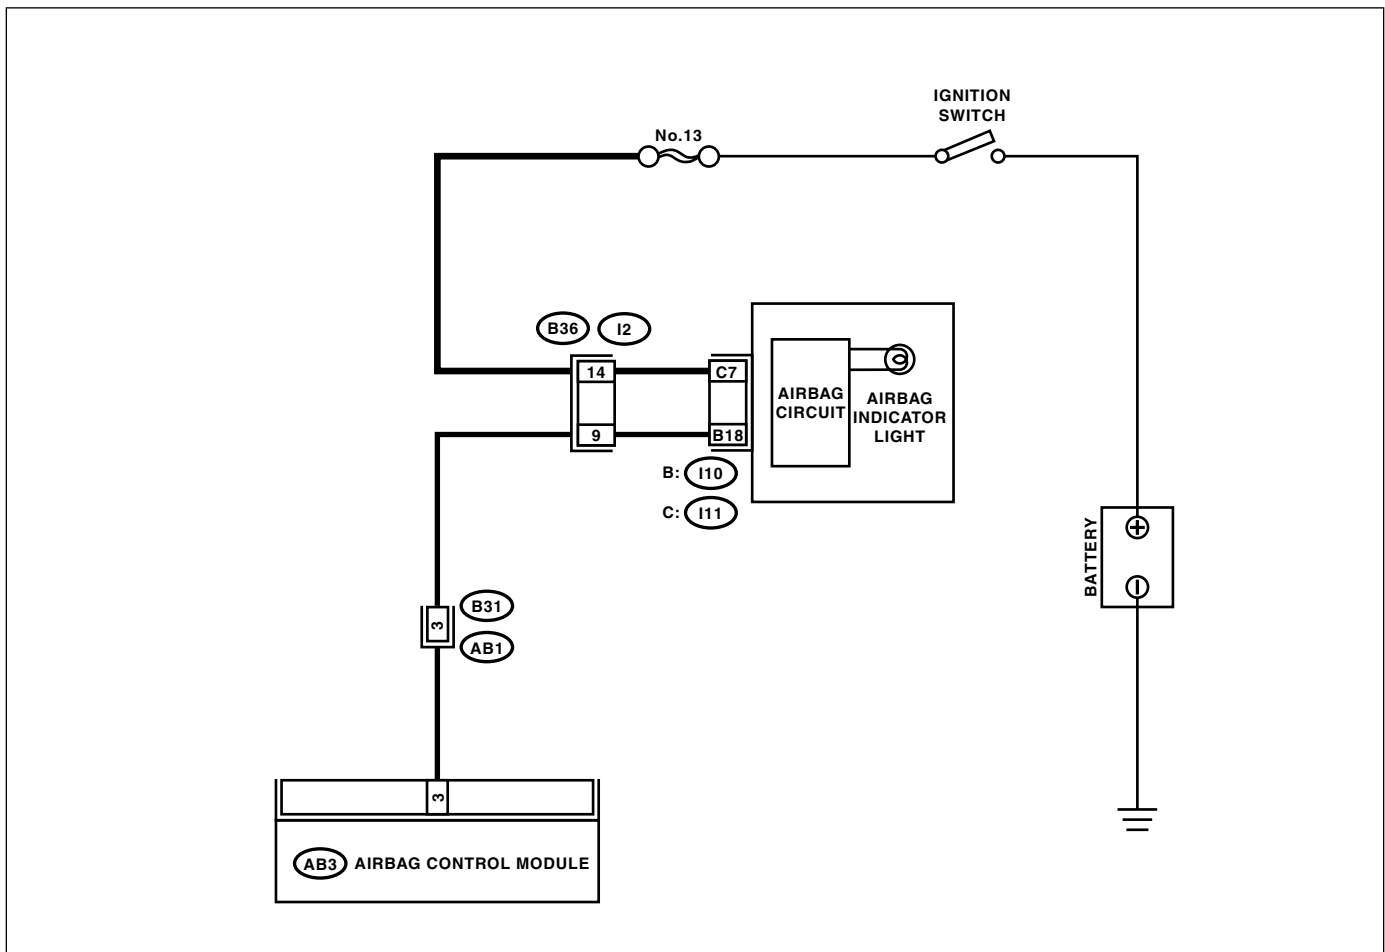 IGNITION
SWITCH
No.13
B36 I2
14
C7
AIRBAG
CIRCUIT
AIRBAG
INDICATOR
LIGHT
9
B18
B: I10
C: I11
BATTERY
+
−
3
B31
AB1
3
AB3 AIRBAG CONTROL MODULE